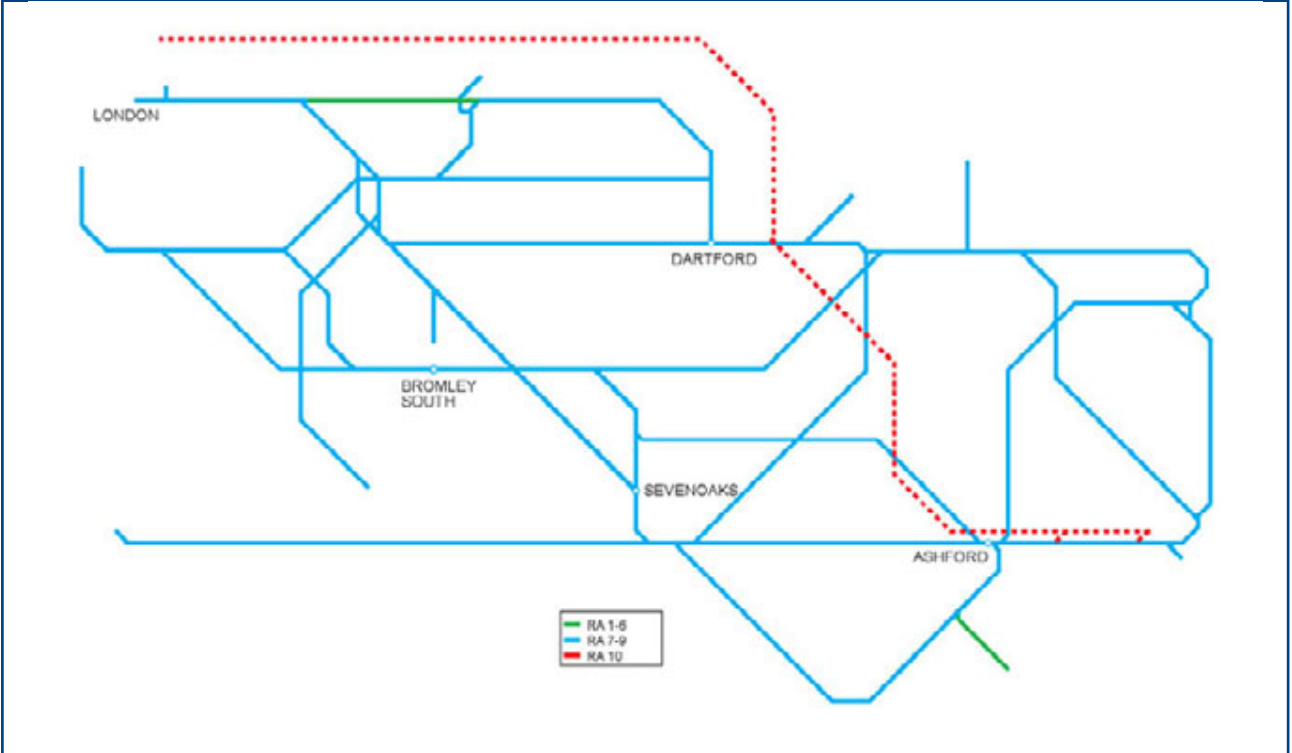 LONDON
DARTFORD
BROMLEY
SOUTH
SEVENOAKS
ASHFORD
RA 1-6
RA 7-9
RA 10